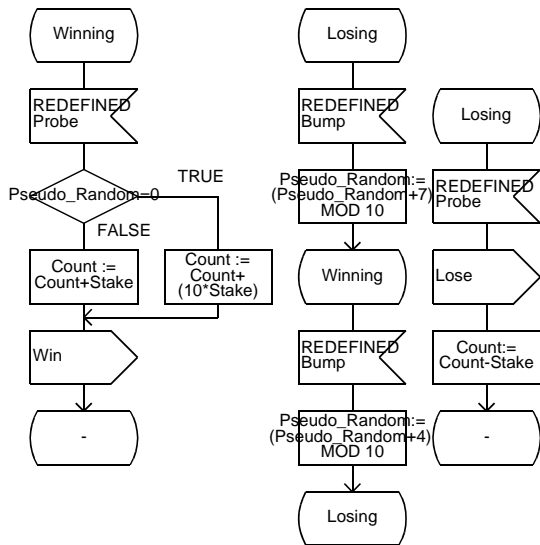 Winning
REDEFINED
Probe
Pseudo_Random=0
TRUE
FALSE
Count :=
Count+Stake
Count :=
Count+
(10*Stake)
Win
-
Losing
REDEFINED
Bump
Pseudo_Random:=
(Pseudo_Random+7)
MOD 10
Winning
REDEFINED
Bump
Pseudo_Random:=
(Pseudo_Random+4)
MOD 10
Losing
Losing
REDEFINED
Probe
Lose
Count:=
Count-Stake
-